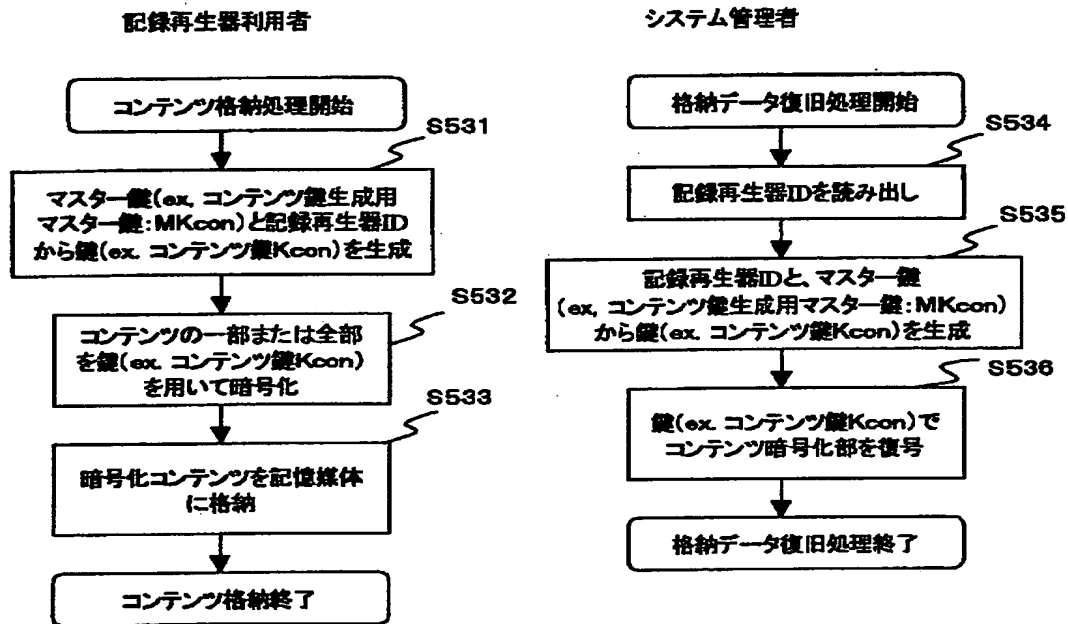 記録再生器利用者
コンテンツ格納処理開始
S531
マスター鍵(ex, コンテンツ鍵生成用
マスター鍵:MKcon)と記録再生器ID
から鍵(ex. コンテンツ鍵Kcon)を生成
S532
コンテンツの一部または全部
を鍵(ex. コンテンツ鍵Kcon)
を用いて暗号化
S533
暗号化コンテンツを記憶媒体
に格納
コンテンツ格納終了
システム管理者
格納データ復旧処理開始
S534
記録再生器IDを読み出し
S535
記録再生器IDと、マスター鍵
(ex, コンテンツ鍵生成用マスター鍵:MKcon)
から鍵(ex. コンテンツ鍵Kcon)を生成
S536
鍵(ex. コンテンツ鍵Kcon)で
コンテンツ暗号化部を復号
格納データ復旧処理終了